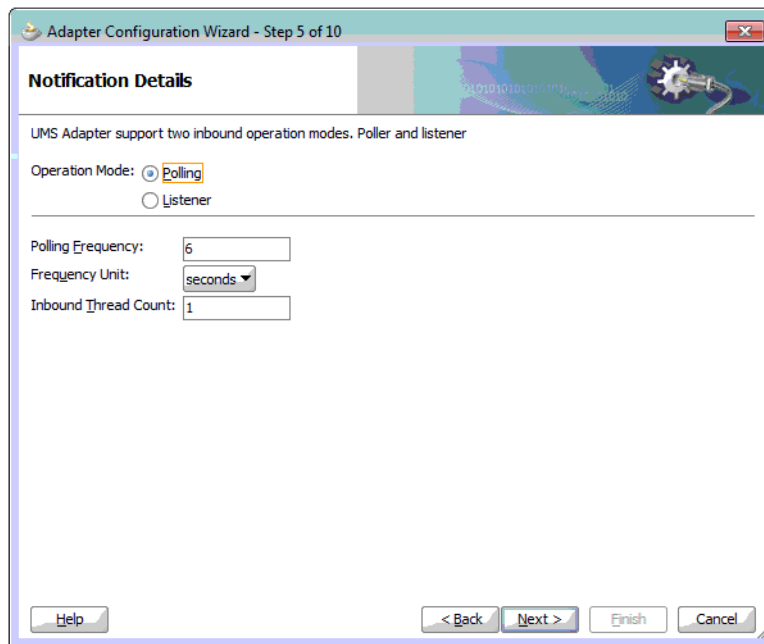 Adapter Configuration Wizard - Step 5 of 10
Notification Details
UMS Adapter support two inbound operation modes. Poller and listener
Operation Mode: Polling
Listener
Polling Frequency: 6
Frequency Unit: seconds
Inbound Thread Count: 1
Help < Back Next > Finish Cancel